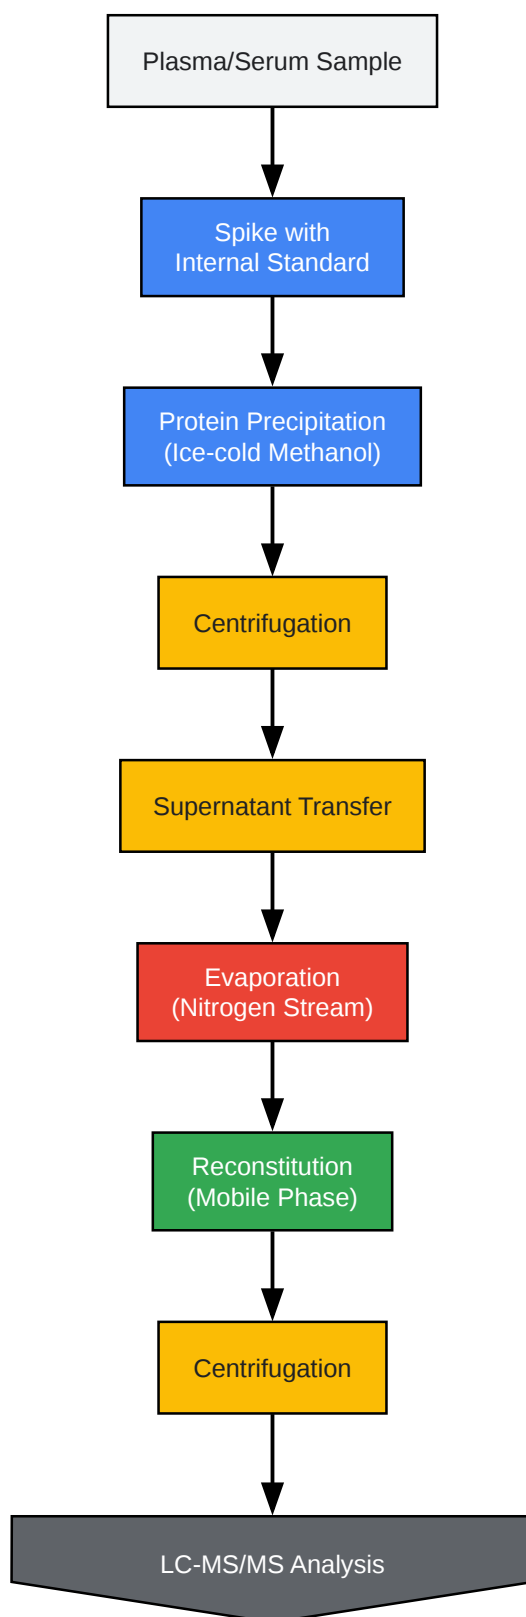 Plasma/Serum Sample
Spike with
Internal Standard
Protein Precipitation
(Ice-cold Methanol)
Centrifugation
Supernatant Transfer
Evaporation
(Nitrogen Stream)
Reconstitution
(Mobile Phase)
Centrifugation
LC-MS/MS Analysis